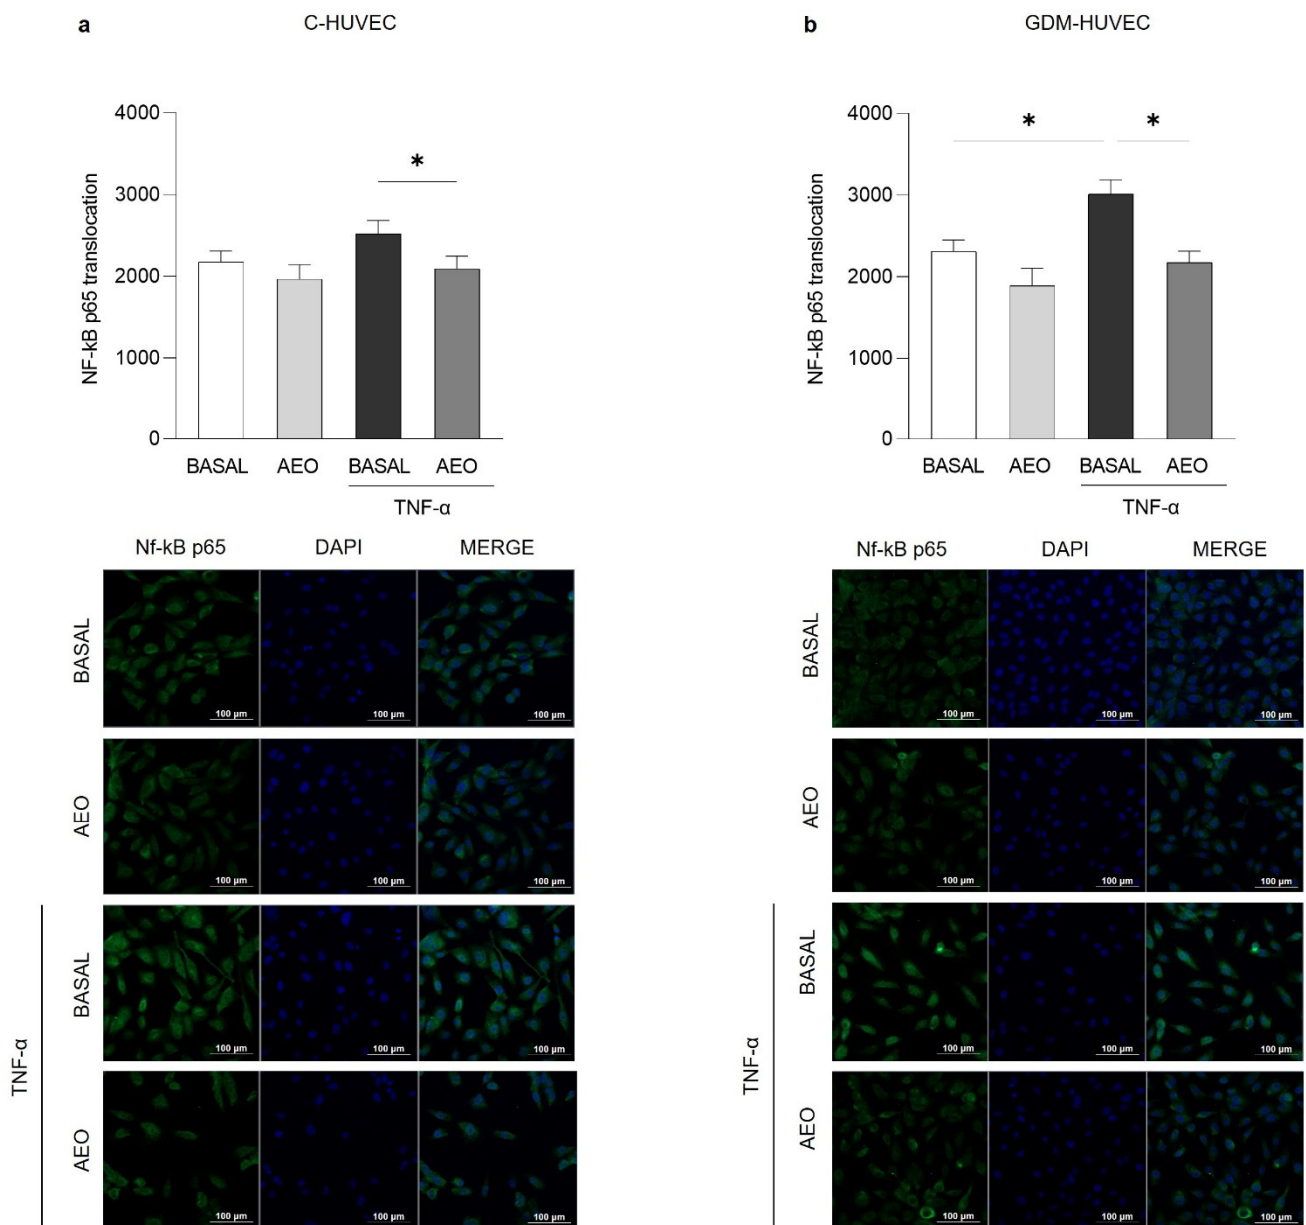 a C-HUVEC
NF-kB p65 translocation
4000
3000
2000
1000
0
*
BASAL AEO BASAL AEO
TNF-α
Nf-kB p65 DAPI MERGE
BASAL
100 µm 100 µm 100 µm
AEO
100 µm 100 µm 100 µm
TNF-α
BASAL
100 µm 100 µm 100 µm
AEO
100 µm 100 µm 100 µm
b GDM-HUVEC
NF-kB p65 translocation
4000
3000
2000
1000
0
* *
BASAL AEO BASAL AEO
TNF-α
Nf-kB p65 DAPI MERGE
BASAL
100 µm 100 µm 100 µm
AEO
100 µm 100 µm 100 µm
TNF-α
BASAL
100 µm 100 µm 100 µm
AEO
100 µm 100 µm 100 µm